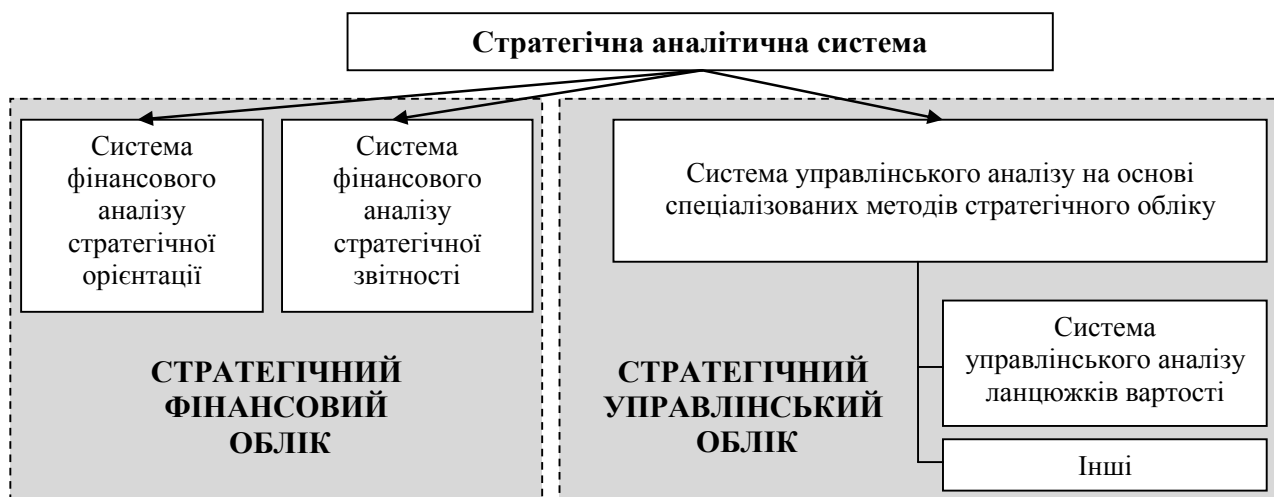 Стратегічна аналітична система
Система
фінансового
аналізу
стратегічної
орієнтації
Система
фінансового
аналізу
стратегічної
звітності
Система управлінського аналізу на основі
спеціалізованих методів стратегічного обліку
СТРАТЕГІЧНИЙ
ФІНАНСОВИЙ
ОБЛІК
СТРАТЕГІЧНИЙ
УПРАВЛІНСЬКИЙ
ОБЛІК
Система
управлінського аналізу
ланцюжків вартості
Інші